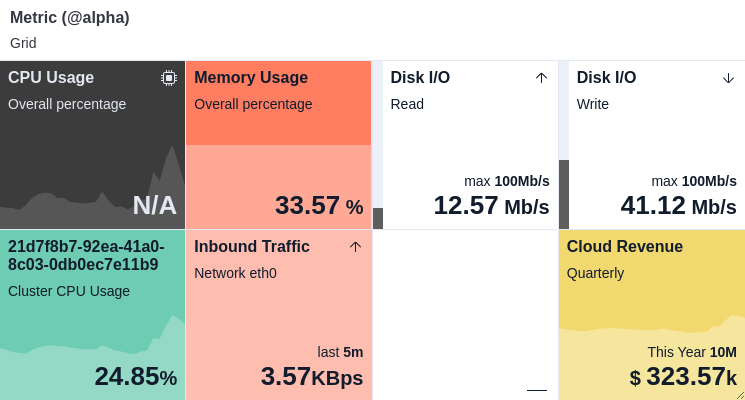 Metric (@alpha)
Grid
CPU Usage
Overall percentage
N/A
Memory Usage
Overall percentage
33.57 %
Disk I/O
Read
max 100Mb/s
12.57 Mb/s
Disk I/O
Write
max 100Mb/s
41.12 Mb/s
21d7f8b7-92ea-41a0-
8c03-0db0ec7e11b9
Cluster CPU Usage
24.85%
Inbound Traffic
Network eth0
last 5m
3.57KBps
—
Cloud Revenue
Quarterly
This Year 10M
$ 323.57k